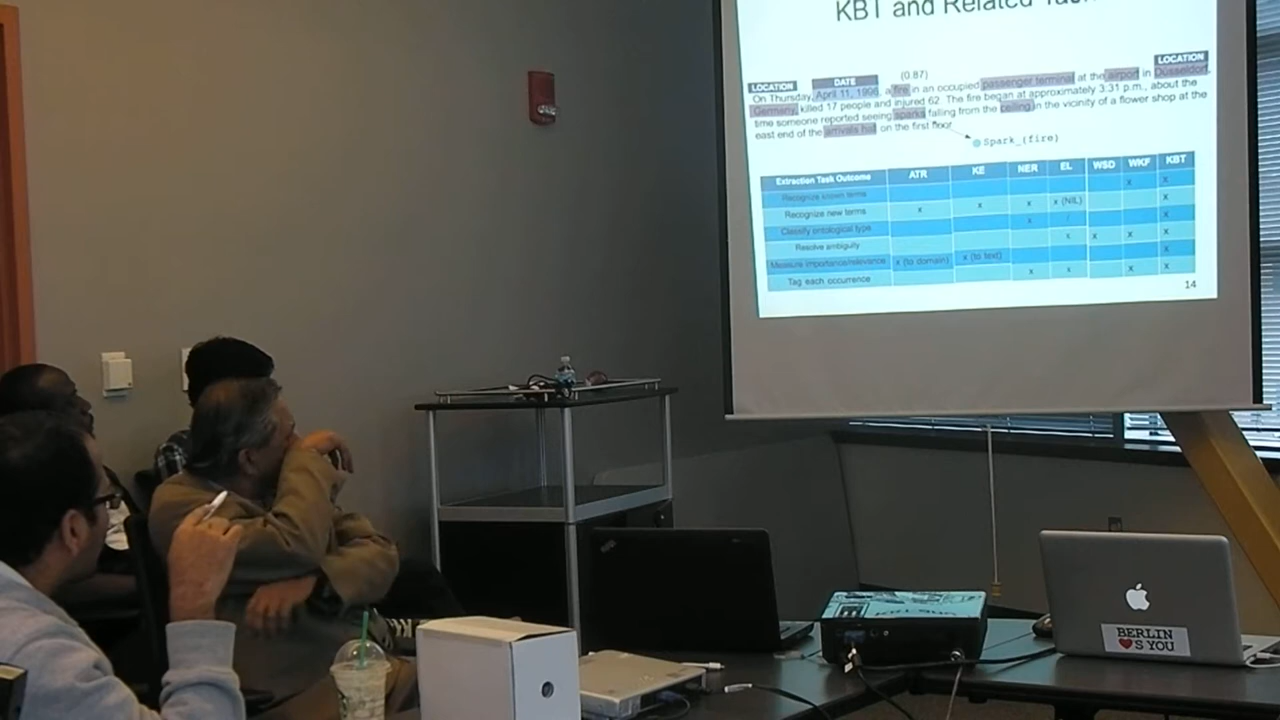 KBT and Related
(0.87)
LOCATION
DATE
LOCATION
On Thursday, April 11, 1996, a fire in an occupied passenger terminal at the airport in Düsseldorf,
Germany, killed 17 people and injured 62. The fire began at approximately 3:31 p.m., about the
time someone reported seeing sparks falling from the ceiling in the vicinity of a flower shop at the
east end of the arrivals hall on the first floor
Spark_(fire)
Extraction Task Outcome ATR KE NER EL WSD WKF KBT
Recognize known terms x x
Recognize new terms x x x x (NIL) x
Classify ontological type x / x
Resolve ambiguity x x x x
Measure importance/relevance x (to domain) x (to text) x
Tag each occurrence x x x x
14
BERLIN
♥S YOU